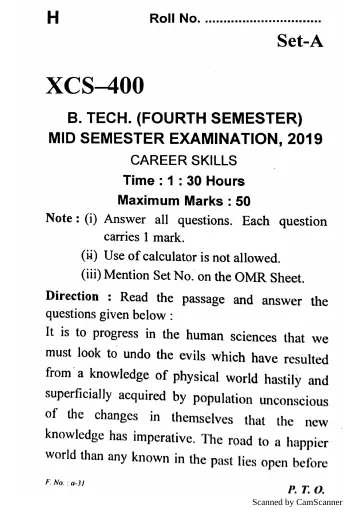 H Roll No. ...............................
Set-A
XCS–400
B. TECH. (FOURTH SEMESTER)
MID SEMESTER EXAMINATION, 2019
CAREER SKILLS
Time : 1 : 30 Hours
Maximum Marks : 50
Note : (i) Answer all questions. Each question
carries 1 mark.
(ii) Use of calculator is not allowed.
(iii) Mention Set No. on the OMR Sheet.
Direction : Read the passage and answer the
questions given below :
It is to progress in the human sciences that we
must look to undo the evils which have resulted
from a knowledge of physical world hastily and
superficially acquired by population unconscious
of the changes in themselves that the new
knowledge has imperative. The road to a happier
world than any known in the past lies open before
F. No. : a-31
P. T. O.
Scanned by CamScanner